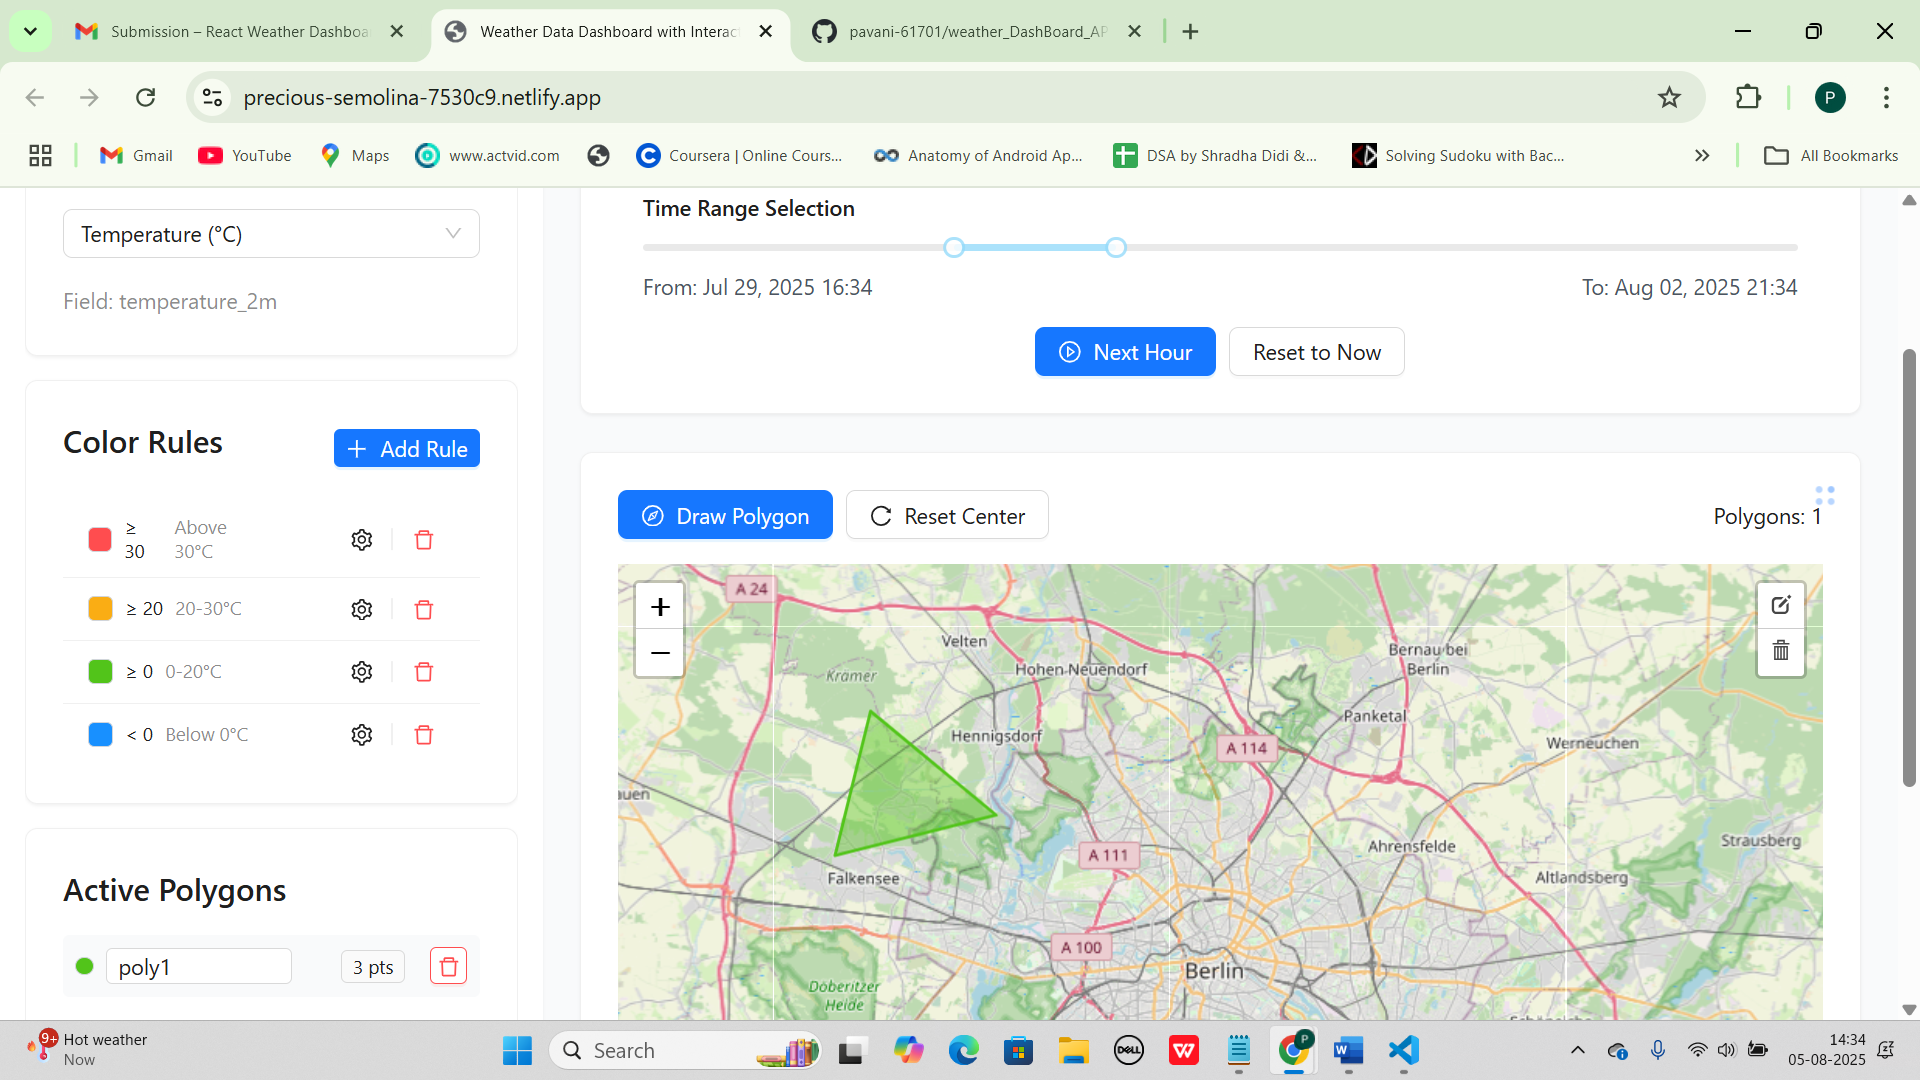 Submission – React Weather Dashboa
Weather Data Dashboard with Interac
pavani-61701/weather_DashBoard_AP
precious-semolina-7530c9.netlify.app
P
Gmail
YouTube
Maps
www.actvid.com
Coursera | Online Cours...
Anatomy of Android Ap...
DSA by Shradha Didi &...
Solving Sudoku with Bac...
All Bookmarks
Temperature (°C)
Field: temperature_2m
Color Rules
Add Rule
≥ 30 Above 30°C
≥ 20 20-30°C
≥ 0 0-20°C
< 0 Below 0°C
Active Polygons
poly1
3 pts
Time Range Selection
From: Jul 29, 2025 16:34
To: Aug 02, 2025 21:34
Next Hour
Reset to Now
Draw Polygon
Reset Center
Polygons: 1
+
−
A 24
Velten
Hohen Neuendorf
Bernau bei
Berlin
Kramer
Panketal
Hennigsdorf
A 114
Werneuchen
auen
Strausberg
A 111
Ahrensfelde
Falkensee
Altlandsberg
A 100
Berlin
Döberitzer
Heide
9+
Hot weather
Now
Search
DELL
P
14:34
05-08-2025